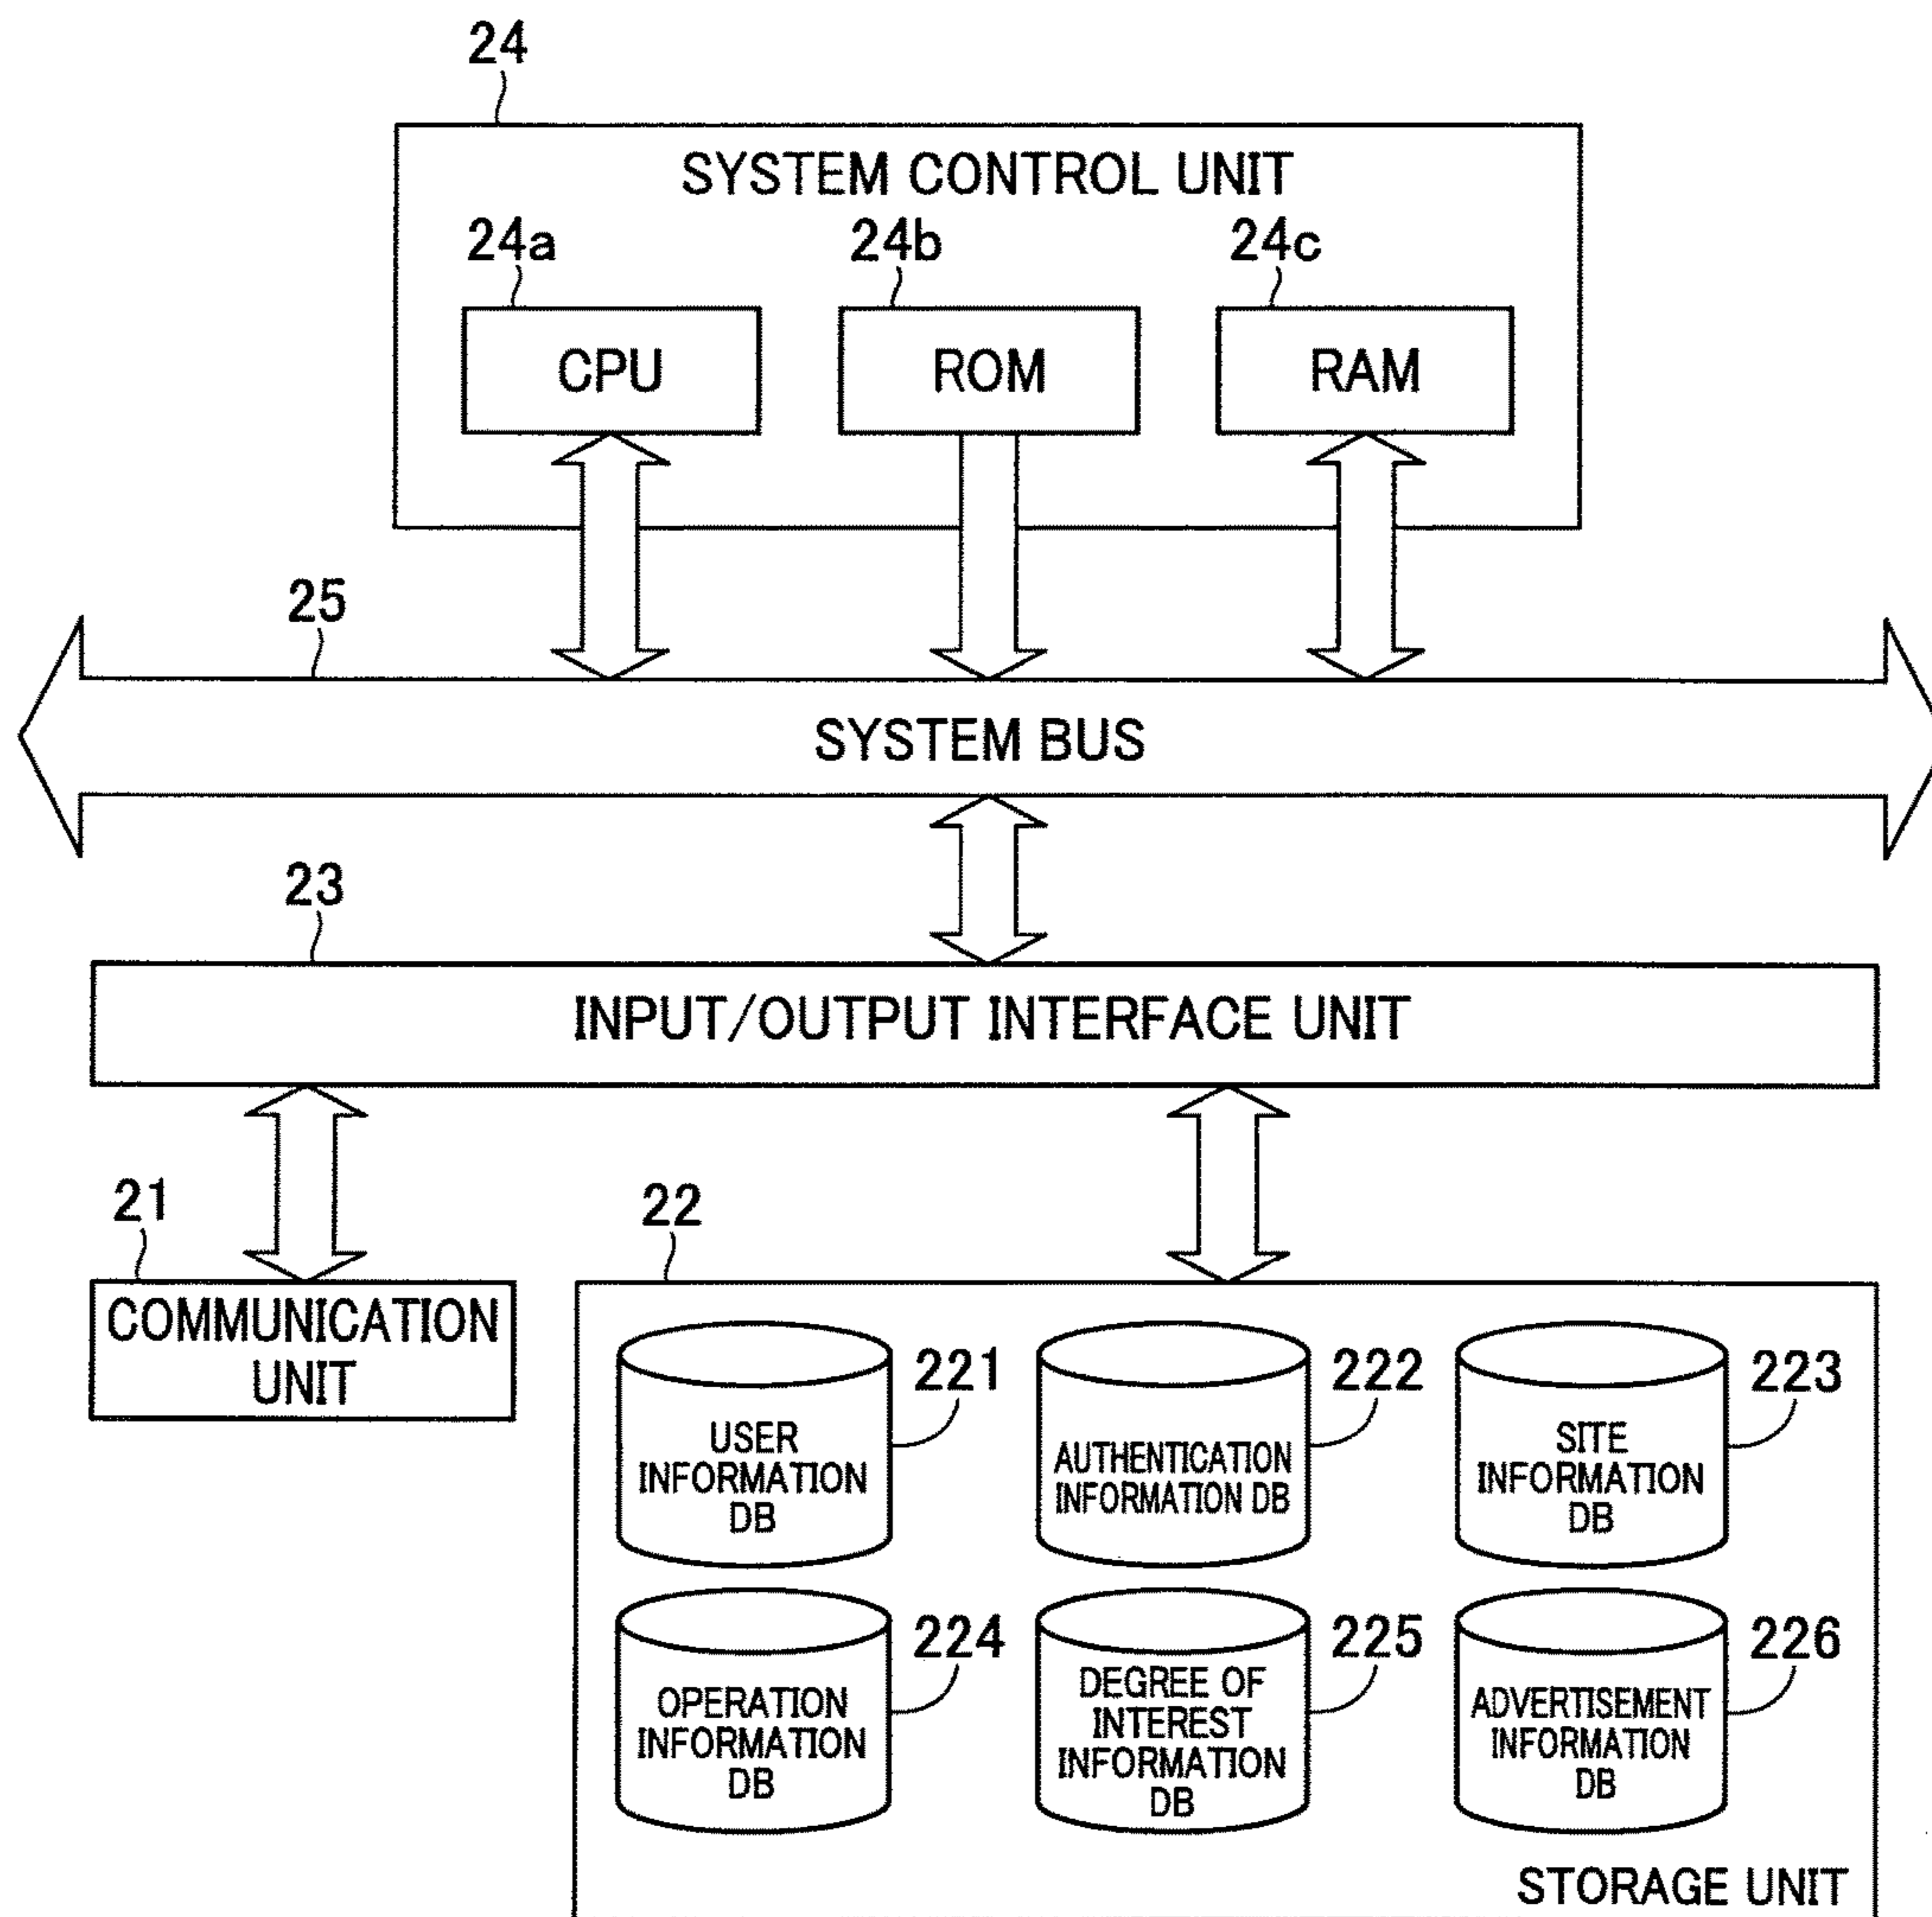 24
SYSTEM CONTROL UNIT
24a
24b
24c
CPU
ROM
RAM
25
SYSTEM BUS
23
INPUT/OUTPUT INTERFACE UNIT
21
22
COMMUNICATION
UNIT
221
USER
INFORMATION
DB
222
AUTHENTICATION
INFORMATION DB
223
SITE
INFORMATION
DB
224
OPERATION
INFORMATION
DB
225
DEGREE OF
INTEREST
INFORMATION
DB
226
ADVERTISEMENT
INFORMATION
DB
STORAGE UNIT